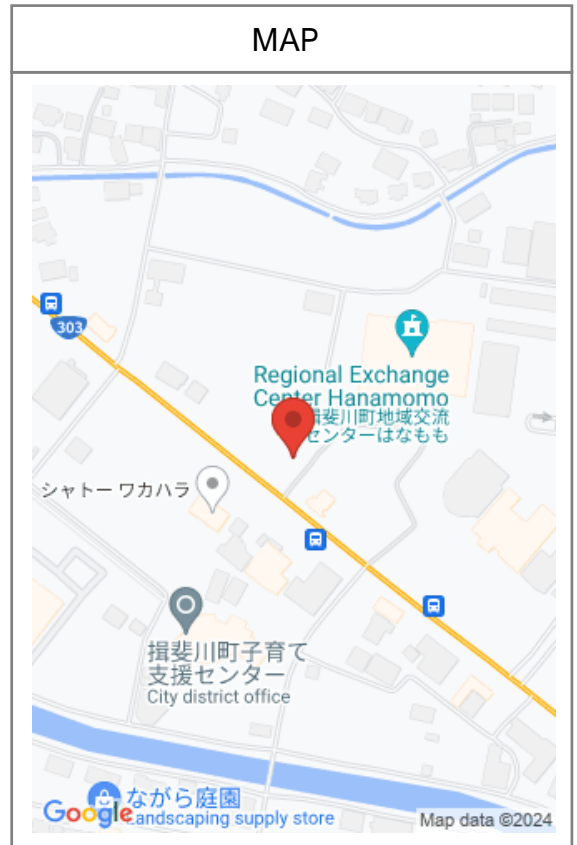 MAP
303
Regional Exchange
Center Hanamomo
揖斐川町地域交流
センターはなもも
シャトー ワカハラ
揖斐川町子育て
支援センター
City district office
ながら庭園
Landscaping supply store
Google
Map data ©2024